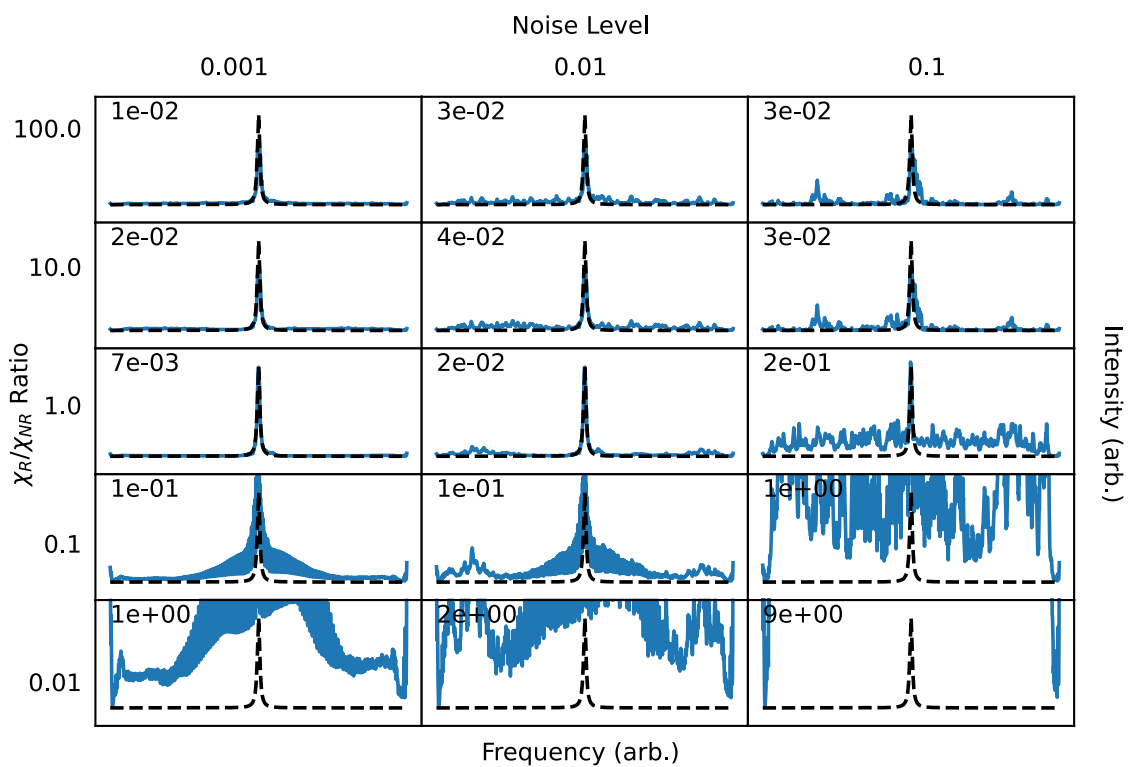 Noise Level
0.001 0.01 0.1
100.0 1e-02 3e-02 3e-02
10.0 2e-02 4e-02 3e-02
1.0 7e-03 2e-02 2e-01
0.1 1e-01 1e-01 1e+00
0.01 1e+00 2e+00 9e+00
χ_R/χ_NR Ratio
Intensity (arb.)
Frequency (arb.)